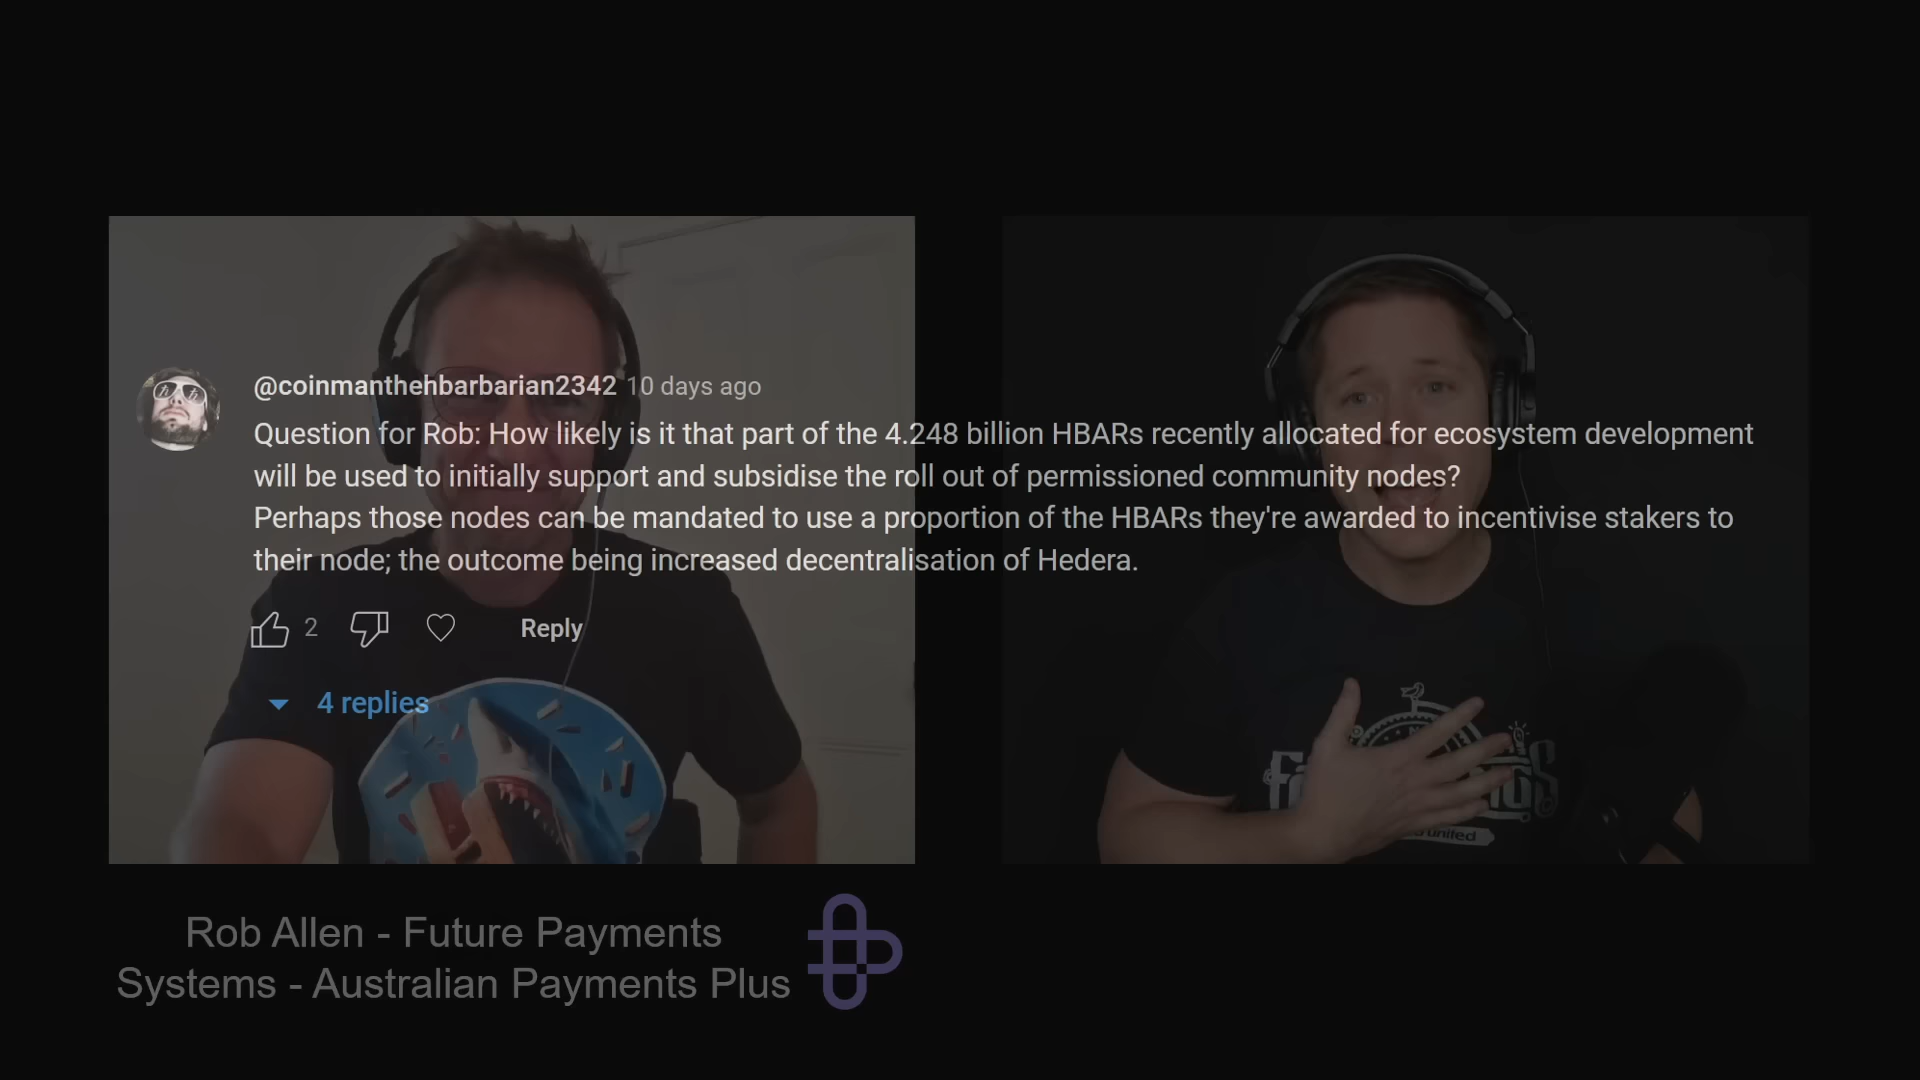 @coinmanthehbarbarian2342 10 days ago
Question for Rob: How likely is it that part of the 4.248 billion HBARs recently allocated for ecosystem development
will be used to initially support and subsidise the roll out of permissioned community nodes?
Perhaps those nodes can be mandated to use a proportion of the HBARs they're awarded to incentivise stakers to
their node; the outcome being increased decentralisation of Hedera.
2 Reply
4 replies
united
Rob Allen - Future Payments
Systems - Australian Payments Plus